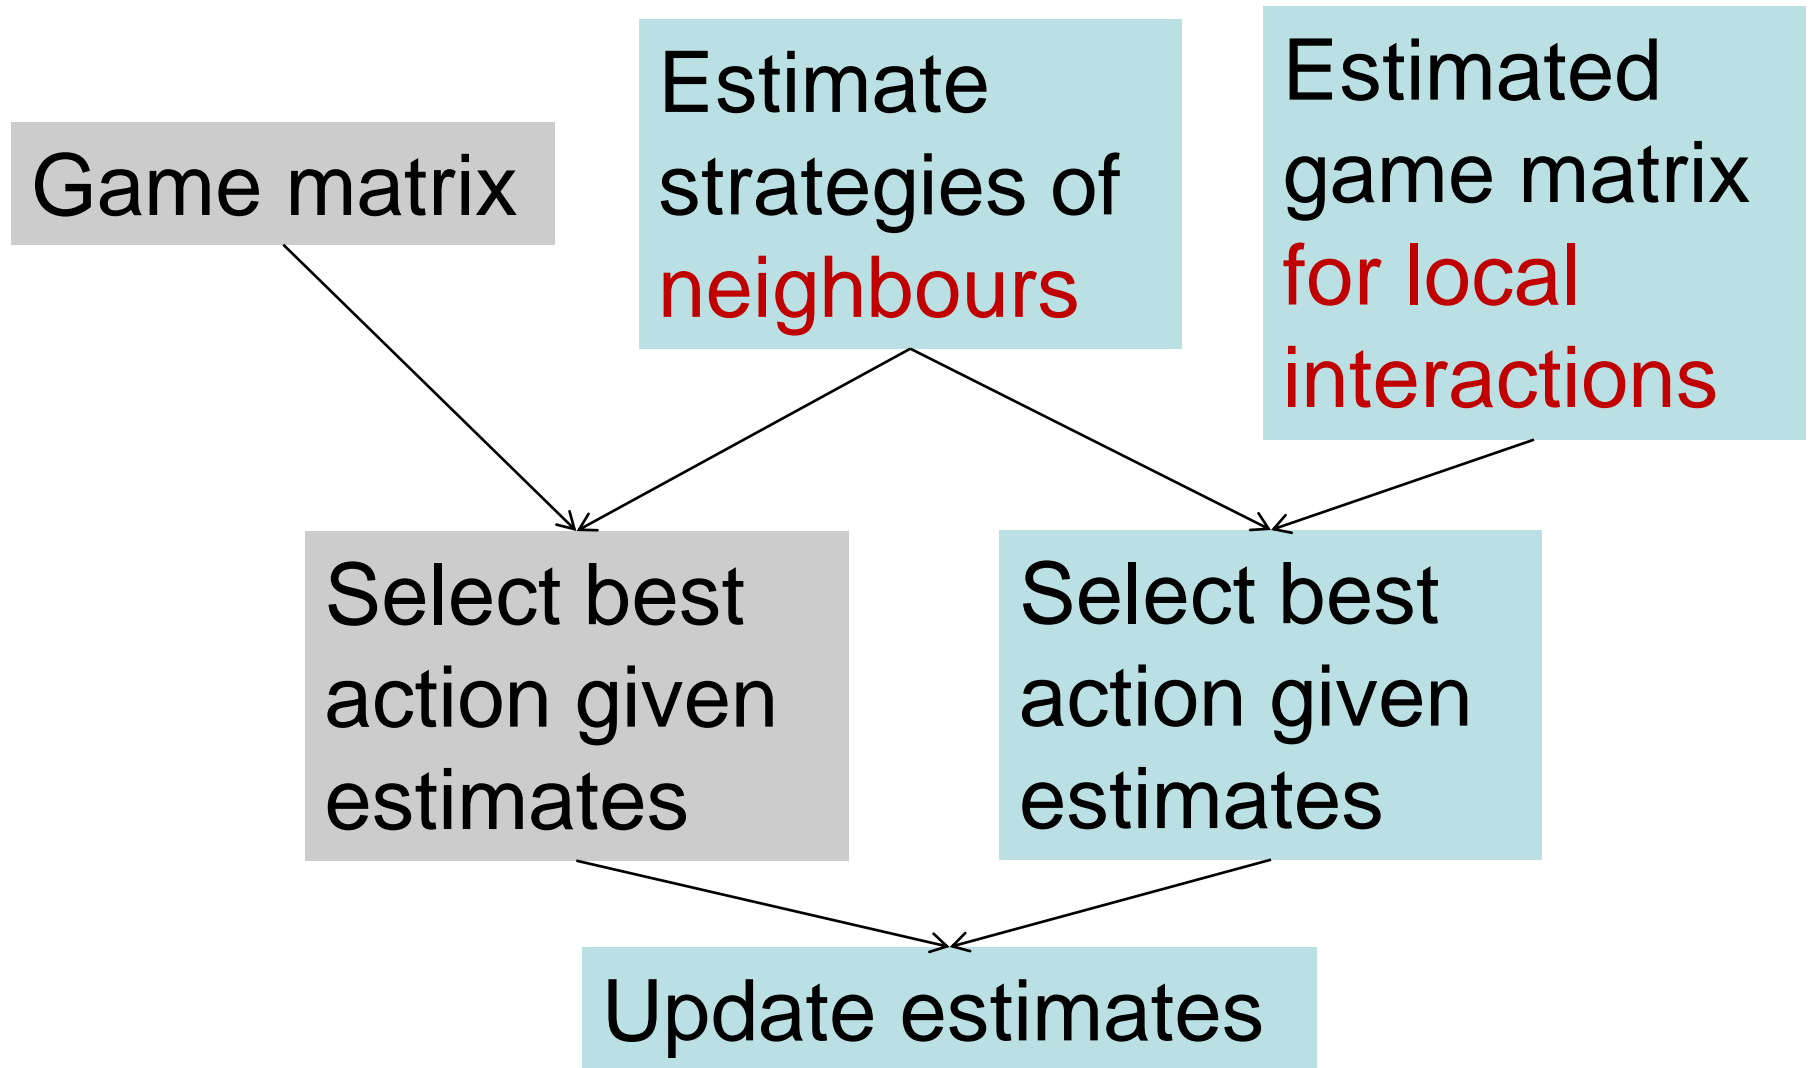 Game matrix
Estimate
strategies of
neighbours
Estimated
game matrix
for local
interactions
Select best
action given
estimates
Select best
action given
estimates
Update estimates